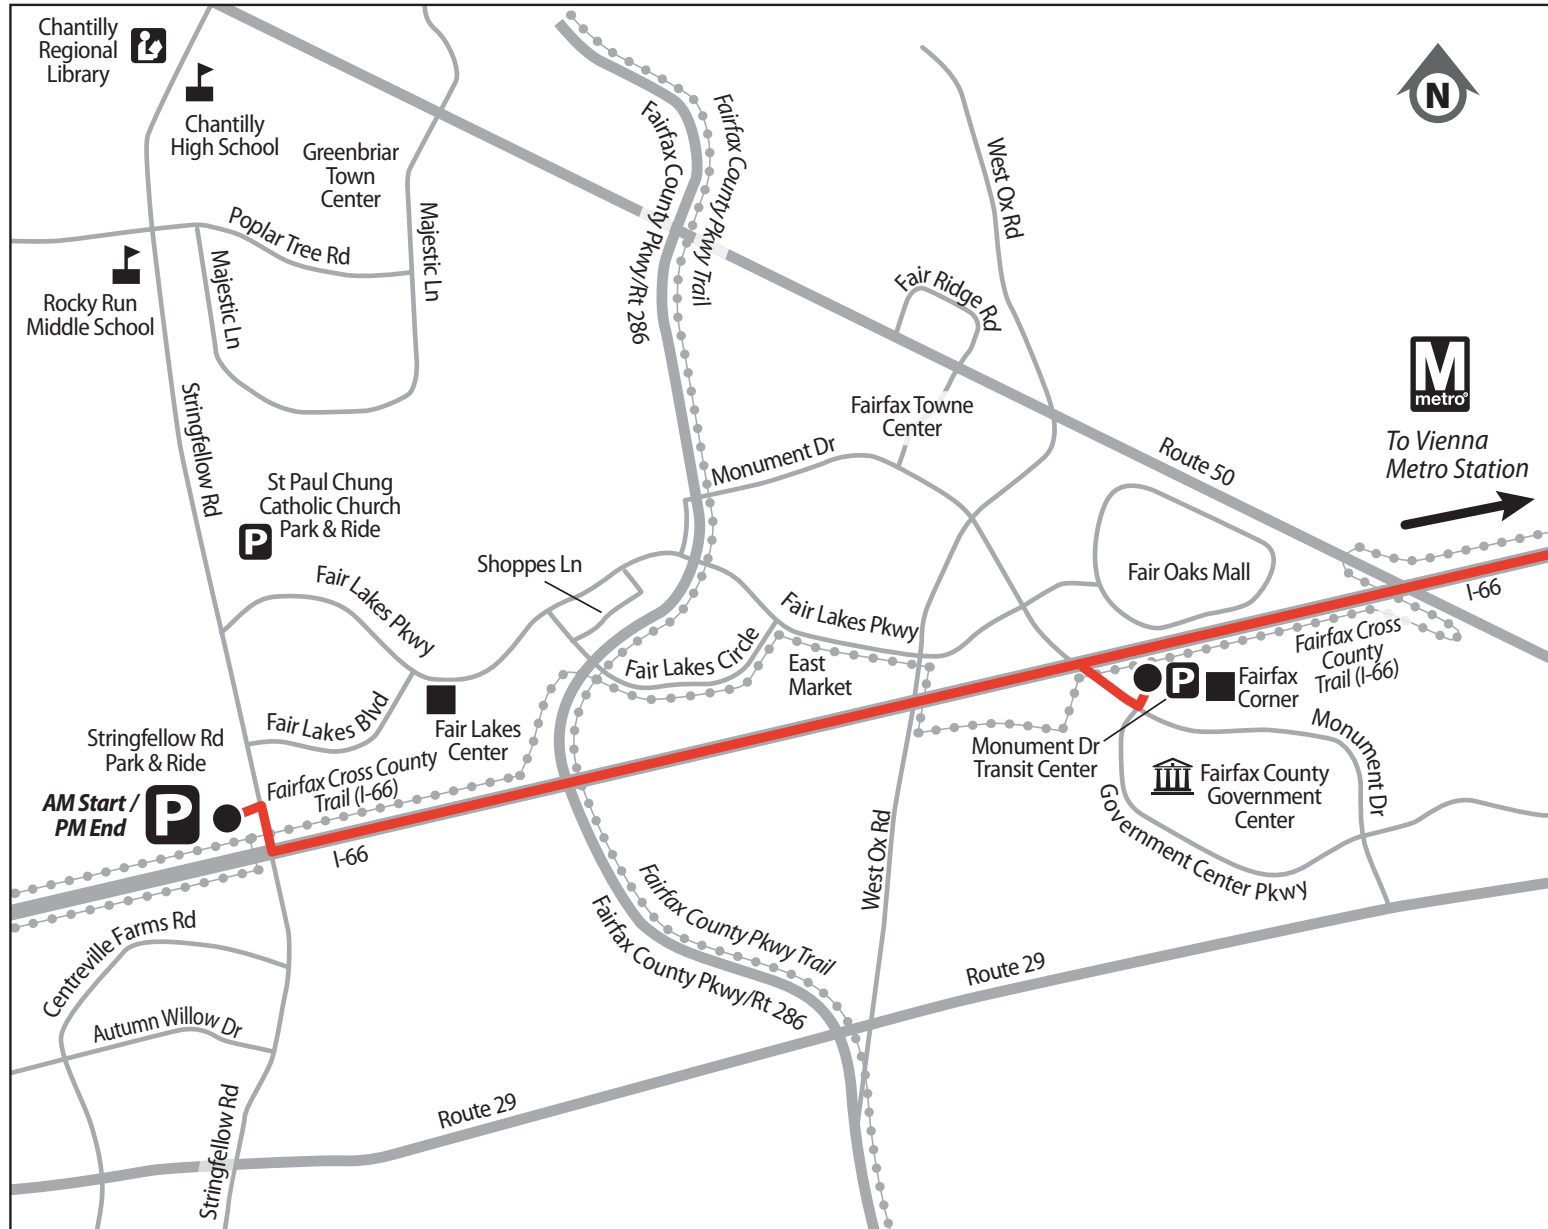 Chantilly
Regional
Library
Chantilly
High School
Greenbriar
Town
Center
Poplar Tree Rd
Majestic Ln
Majestic Ln
Rocky Run
Middle School
Stringfellow Rd
Fairfax County Pkwy/Rt 286
Fairfax County Pkwy Trail
West Ox Rd
N
Fair Ridge Rd
Fairfax Towne
Center
Monument Dr
Route 50
M
metro
To Vienna
Metro Station
St Paul Chung
Catholic Church
Park & Ride
P
Shoppes Ln
Fair Lakes Pkwy
Fair Lakes Pkwy
Fair Oaks Mall
I-66
Fair Lakes Circle
East
Market
Fairfax Cross
County
Trail (I-66)
P
Fairfax
Corner
Fair Lakes Blvd
Fair Lakes
Center
Monument Dr
Transit Center
Monument Dr
Stringfellow Rd
Park & Ride
AM Start /
PM End
P
Fairfax Cross County
Trail (I-66)
I-66
Fairfax County
Government
Center
Government Center Pkwy
West Ox Rd
Fairfax County Pkwy Trail
Fairfax County Pkwy/Rt 286
Centreville Farms Rd
Autumn Willow Dr
Route 29
Route 29
Stringfellow Rd